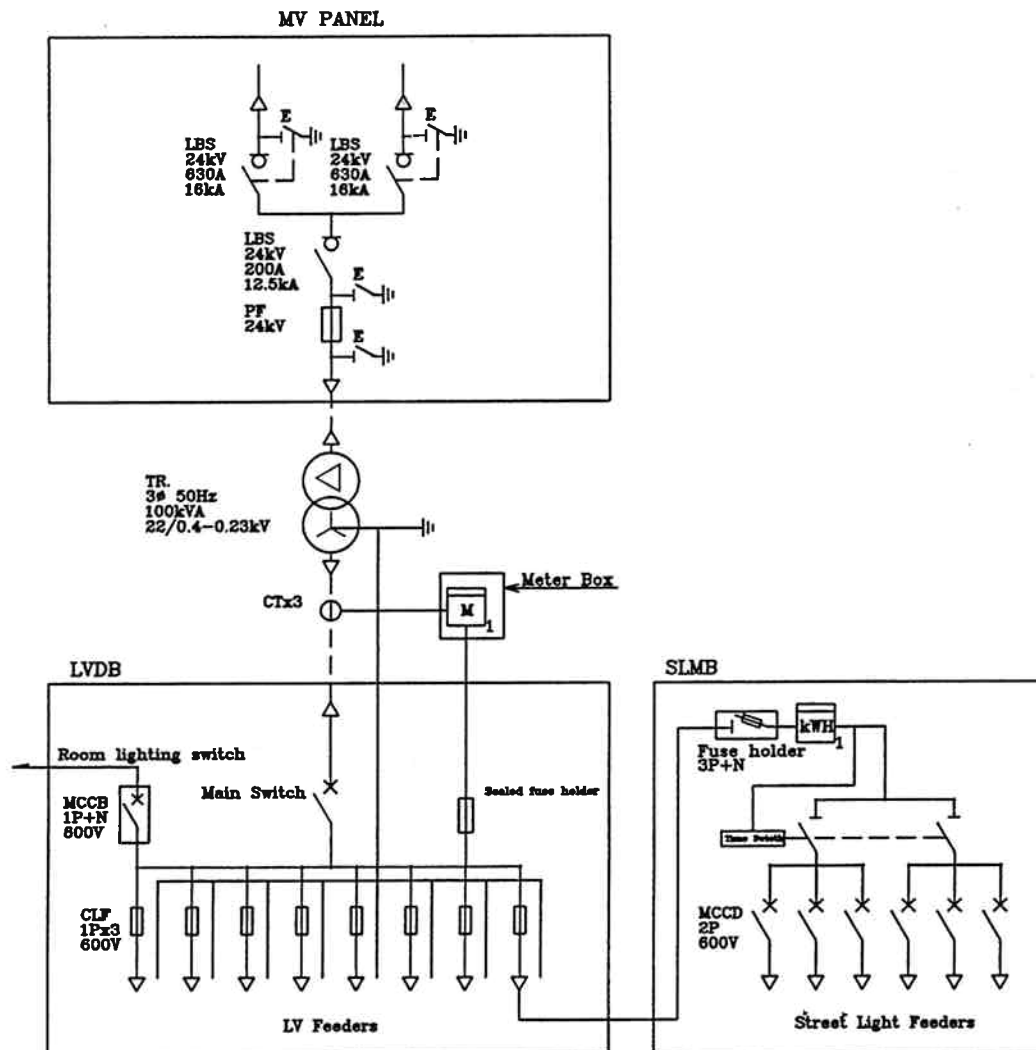 MV PANEL
E
E
LBS
24kV
630A
16kA
LBS
24kV
630A
16kA
LBS
24kV
200A
12.5kA
E
PF
24kV
E
TR.
3ø 50Hz
100kVA
22/0.4-0.23kV
Meter Box
CTx3
M
1
LVDB
SLMB
kWH
1
Room lighting switch
Fuse holder
3P+N
MCCB
1P+N
600V
Main Switch
Sealed fuse holder
Time Switch
CLF
1Px3
600V
MCCD
2P
600V
LV Feeders
Street Light Feeders